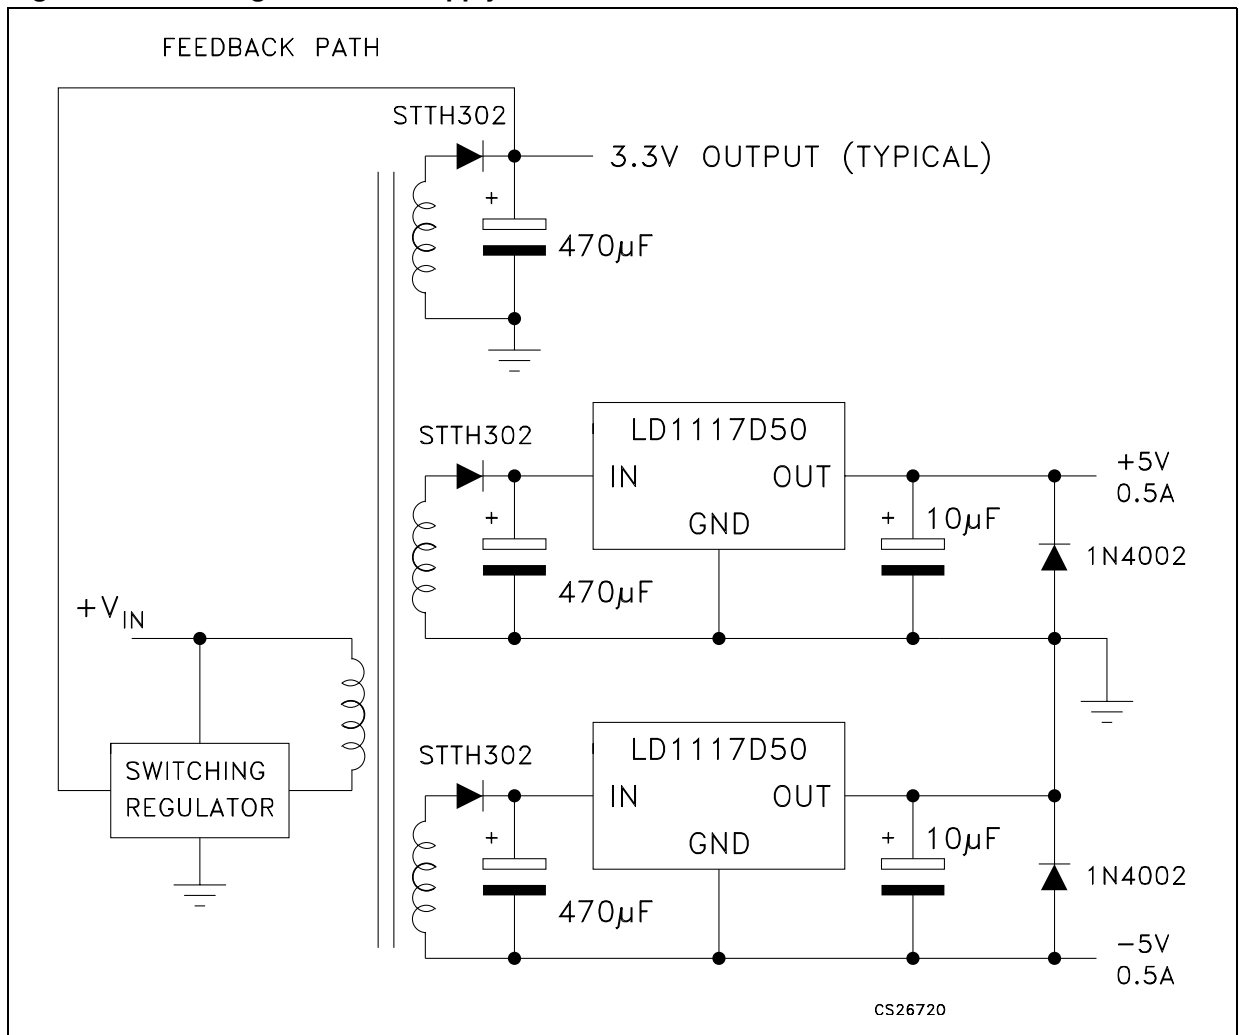 FEEDBACK PATH
STTH302
3.3V OUTPUT (TYPICAL)
+
470µF
STTH302
LD1117D50
IN
OUT
GND
+
470µF
+
10µF
+5V
0.5A
1N4002
+VIN
SWITCHING
REGULATOR
STTH302
LD1117D50
IN
OUT
GND
+
470µF
+
10µF
1N4002
-5V
0.5A
CS26720